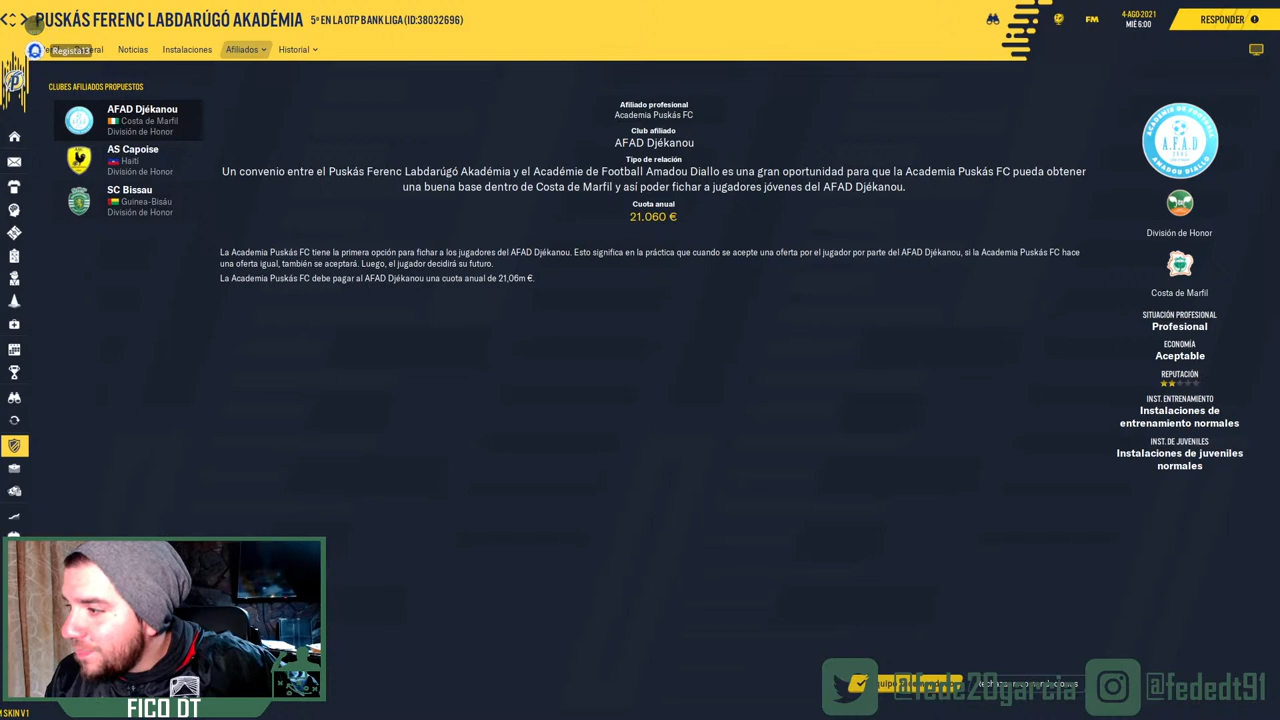 PUSKÁS FERENC LABDARÚGÓ AKADÉMIA
5º EN LA OTP BANK LIGA (ID:38032696)
FM
4-AGO-2021
MIÉ 6:00
RESPONDER
Regista13
Noticias
Instalaciones
Afiliados
Historial
CLUBES AFILIADOS PROPUESTOS
AFAD Djékanou
Costa de Marfil
División de Honor
AS Capoise
Haití
División de Honor
SC Bissau
Guinea-Bisáu
División de Honor
Afiliado profesional
Academia Puskás FC
Club afiliado
AFAD Djékanou
Tipo de relación
Un convenio entre el Puskás Ferenc Labdarúgó Akadémia y el Académie de Football Amadou Diallo es una gran oportunidad para que la Academia Puskás FC pueda obtener
una buena base dentro de Costa de Marfil y así poder fichar a jugadores jóvenes del AFAD Djékanou.
Cuota anual
21.060 €
La Academia Puskás FC tiene la primera opción para fichar a los jugadores del AFAD Djékanou. Esto significa en la práctica que cuando se acepte una oferta por el jugador por parte del AFAD Djékanou, si la Academia Puskás FC hace
una oferta igual, también se aceptará. Luego, el jugador decidirá su futuro.
La Academia Puskás FC debe pagar al AFAD Djékanou una cuota anual de 21,06m €.
ACADÉMIE DE FOOTBALL
A.F.A.D
AMADOU DIALLO
División de Honor
Costa de Marfil
SITUACIÓN PROFESIONAL
Profesional
ECONOMÍA
Aceptable
REPUTACIÓN
INST. ENTRENAMIENTO
Instalaciones de
entrenamiento normales
INST. DE JUVENILES
Instalaciones de juveniles
normales
@fede20garcia
@fededt91
FICO DT
M SKIN V1